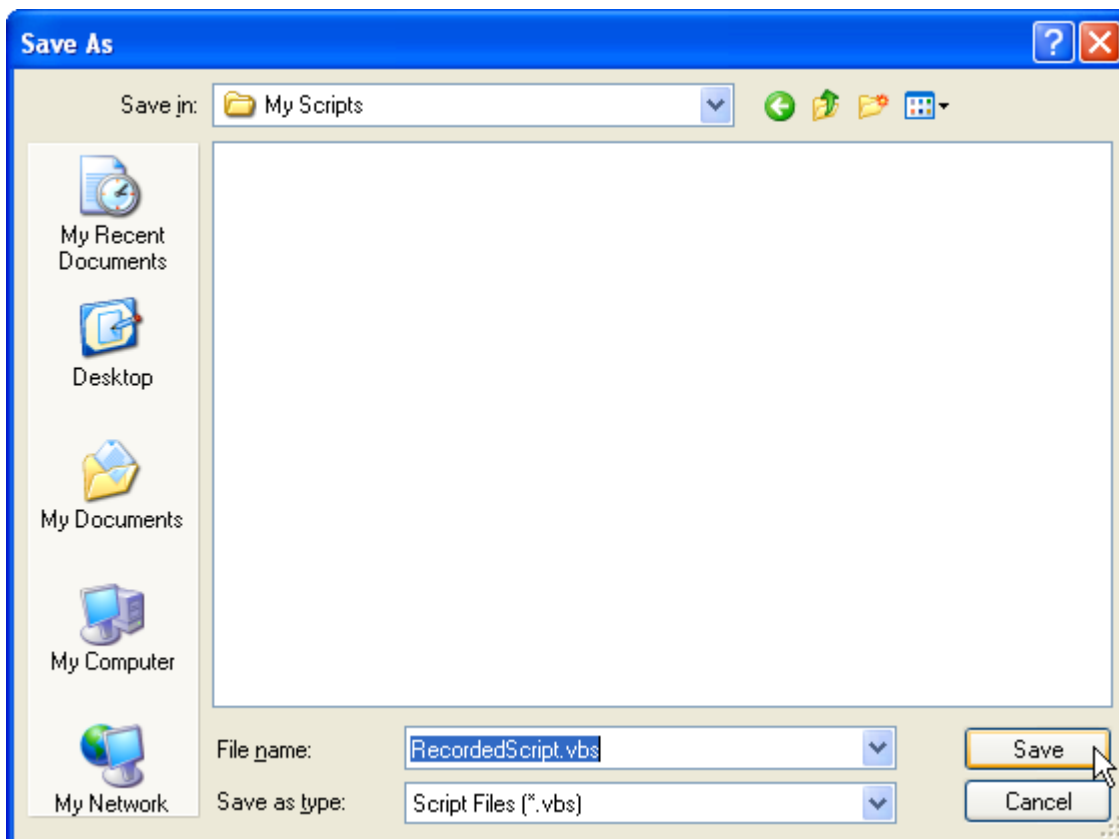 Save As
Save in:
My Scripts
My Recent
Documents
Desktop
My Documents
My Computer
My Network
File name:
RecordedScript.vbs
Save
Save as type:
Script Files (*.vbs)
Cancel